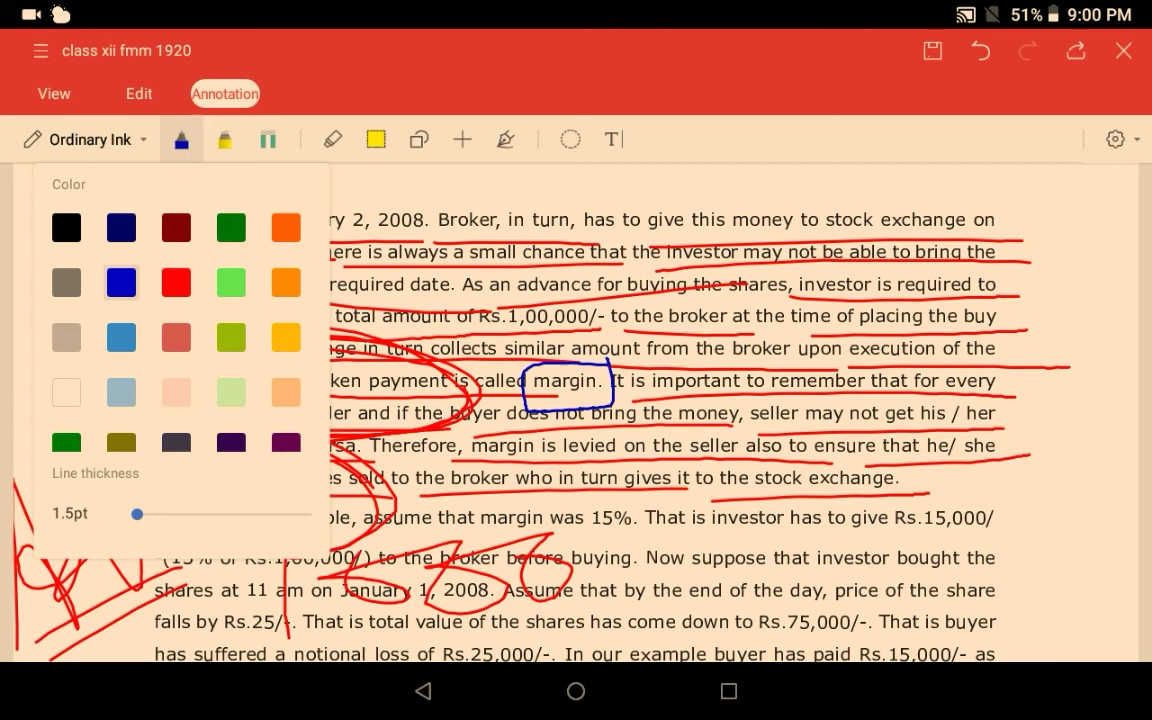 51% 9:00 PM
class xii fmm 1920
View Edit Annotation
Ordinary Ink T
Color
ry 2, 2008. Broker, in turn, has to give this money to stock exchange on
ere is always a small chance that the investor may not be able to bring the
required date. As an advance for buying the shares, investor is required to
total amount of Rs.1,00,000/- to the broker at the time of placing the buy
nge in turn collects similar amount from the broker upon execution of the
ken payment is called margin. It is important to remember that for every
ler and if the buyer does not bring the money, seller may not get his / her
sa. Therefore, margin is levied on the seller also to ensure that he/ she
es sold to the broker who in turn gives it to the stock exchange.
Line thickness
1.5pt
ple, assume that margin was 15%. That is investor has to give Rs.15,000/
-(15% of Rs.1,00,000/) to the broker before buying. Now suppose that investor bought the
shares at 11 am on January 1, 2008. Assume that by the end of the day, price of the share
falls by Rs.25/-. That is total value of the shares has come down to Rs.75,000/-. That is buyer
has suffered a notional loss of Rs.25,000/-. In our example buyer has paid Rs.15,000/- as